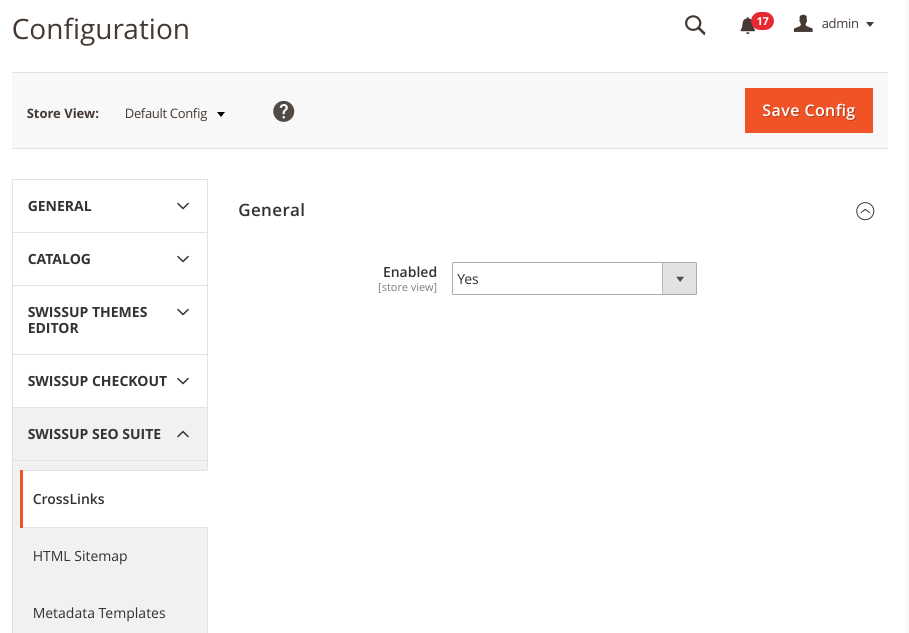 Configuration
17
admin
Store View:
Default Config
?
Save Config
GENERAL
CATALOG
SWISSUP THEMES
EDITOR
SWISSUP CHECKOUT
SWISSUP SEO SUITE
CrossLinks
HTML Sitemap
Metadata Templates
General
Enabled
[store view]
Yes